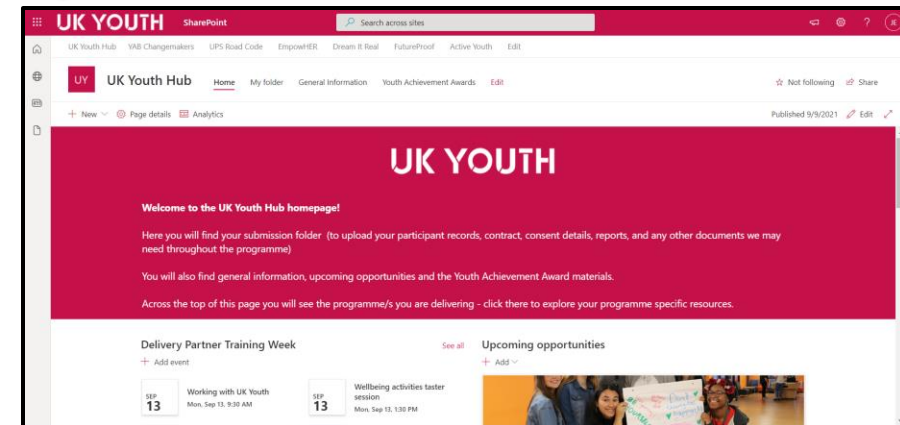 UK YOUTH SharePoint Search across sites ? JE
UK Youth Hub VAB Changemakers UPS Road Code EmpowHER Dream It Real FutureProof Active Youth Edit
UY UK Youth Hub Home My folder General Information Youth Achievement Awards Edit Not following Share
+ New Page details Analytics Published 9/9/2021 Edit
UK YOUTH
Welcome to the UK Youth Hub homepage!
Here you will find your submission folder (to upload your participant records, contract, consent details, reports, and any other documents we may
need throughout the programme)
You will also find general information, upcoming opportunities and the Youth Achievement Award materials.
Across the top of this page you will see the programme/s you are delivering - click there to explore your programme specific resources.
Delivery Partner Training Week See all Upcoming opportunities
+ Add event + Add
SEP
13
Working with UK Youth
Mon, Sep 13, 9:30 AM
SEP
13
Wellbeing activities taster
session
Mon, Sep 13, 1:30 PM